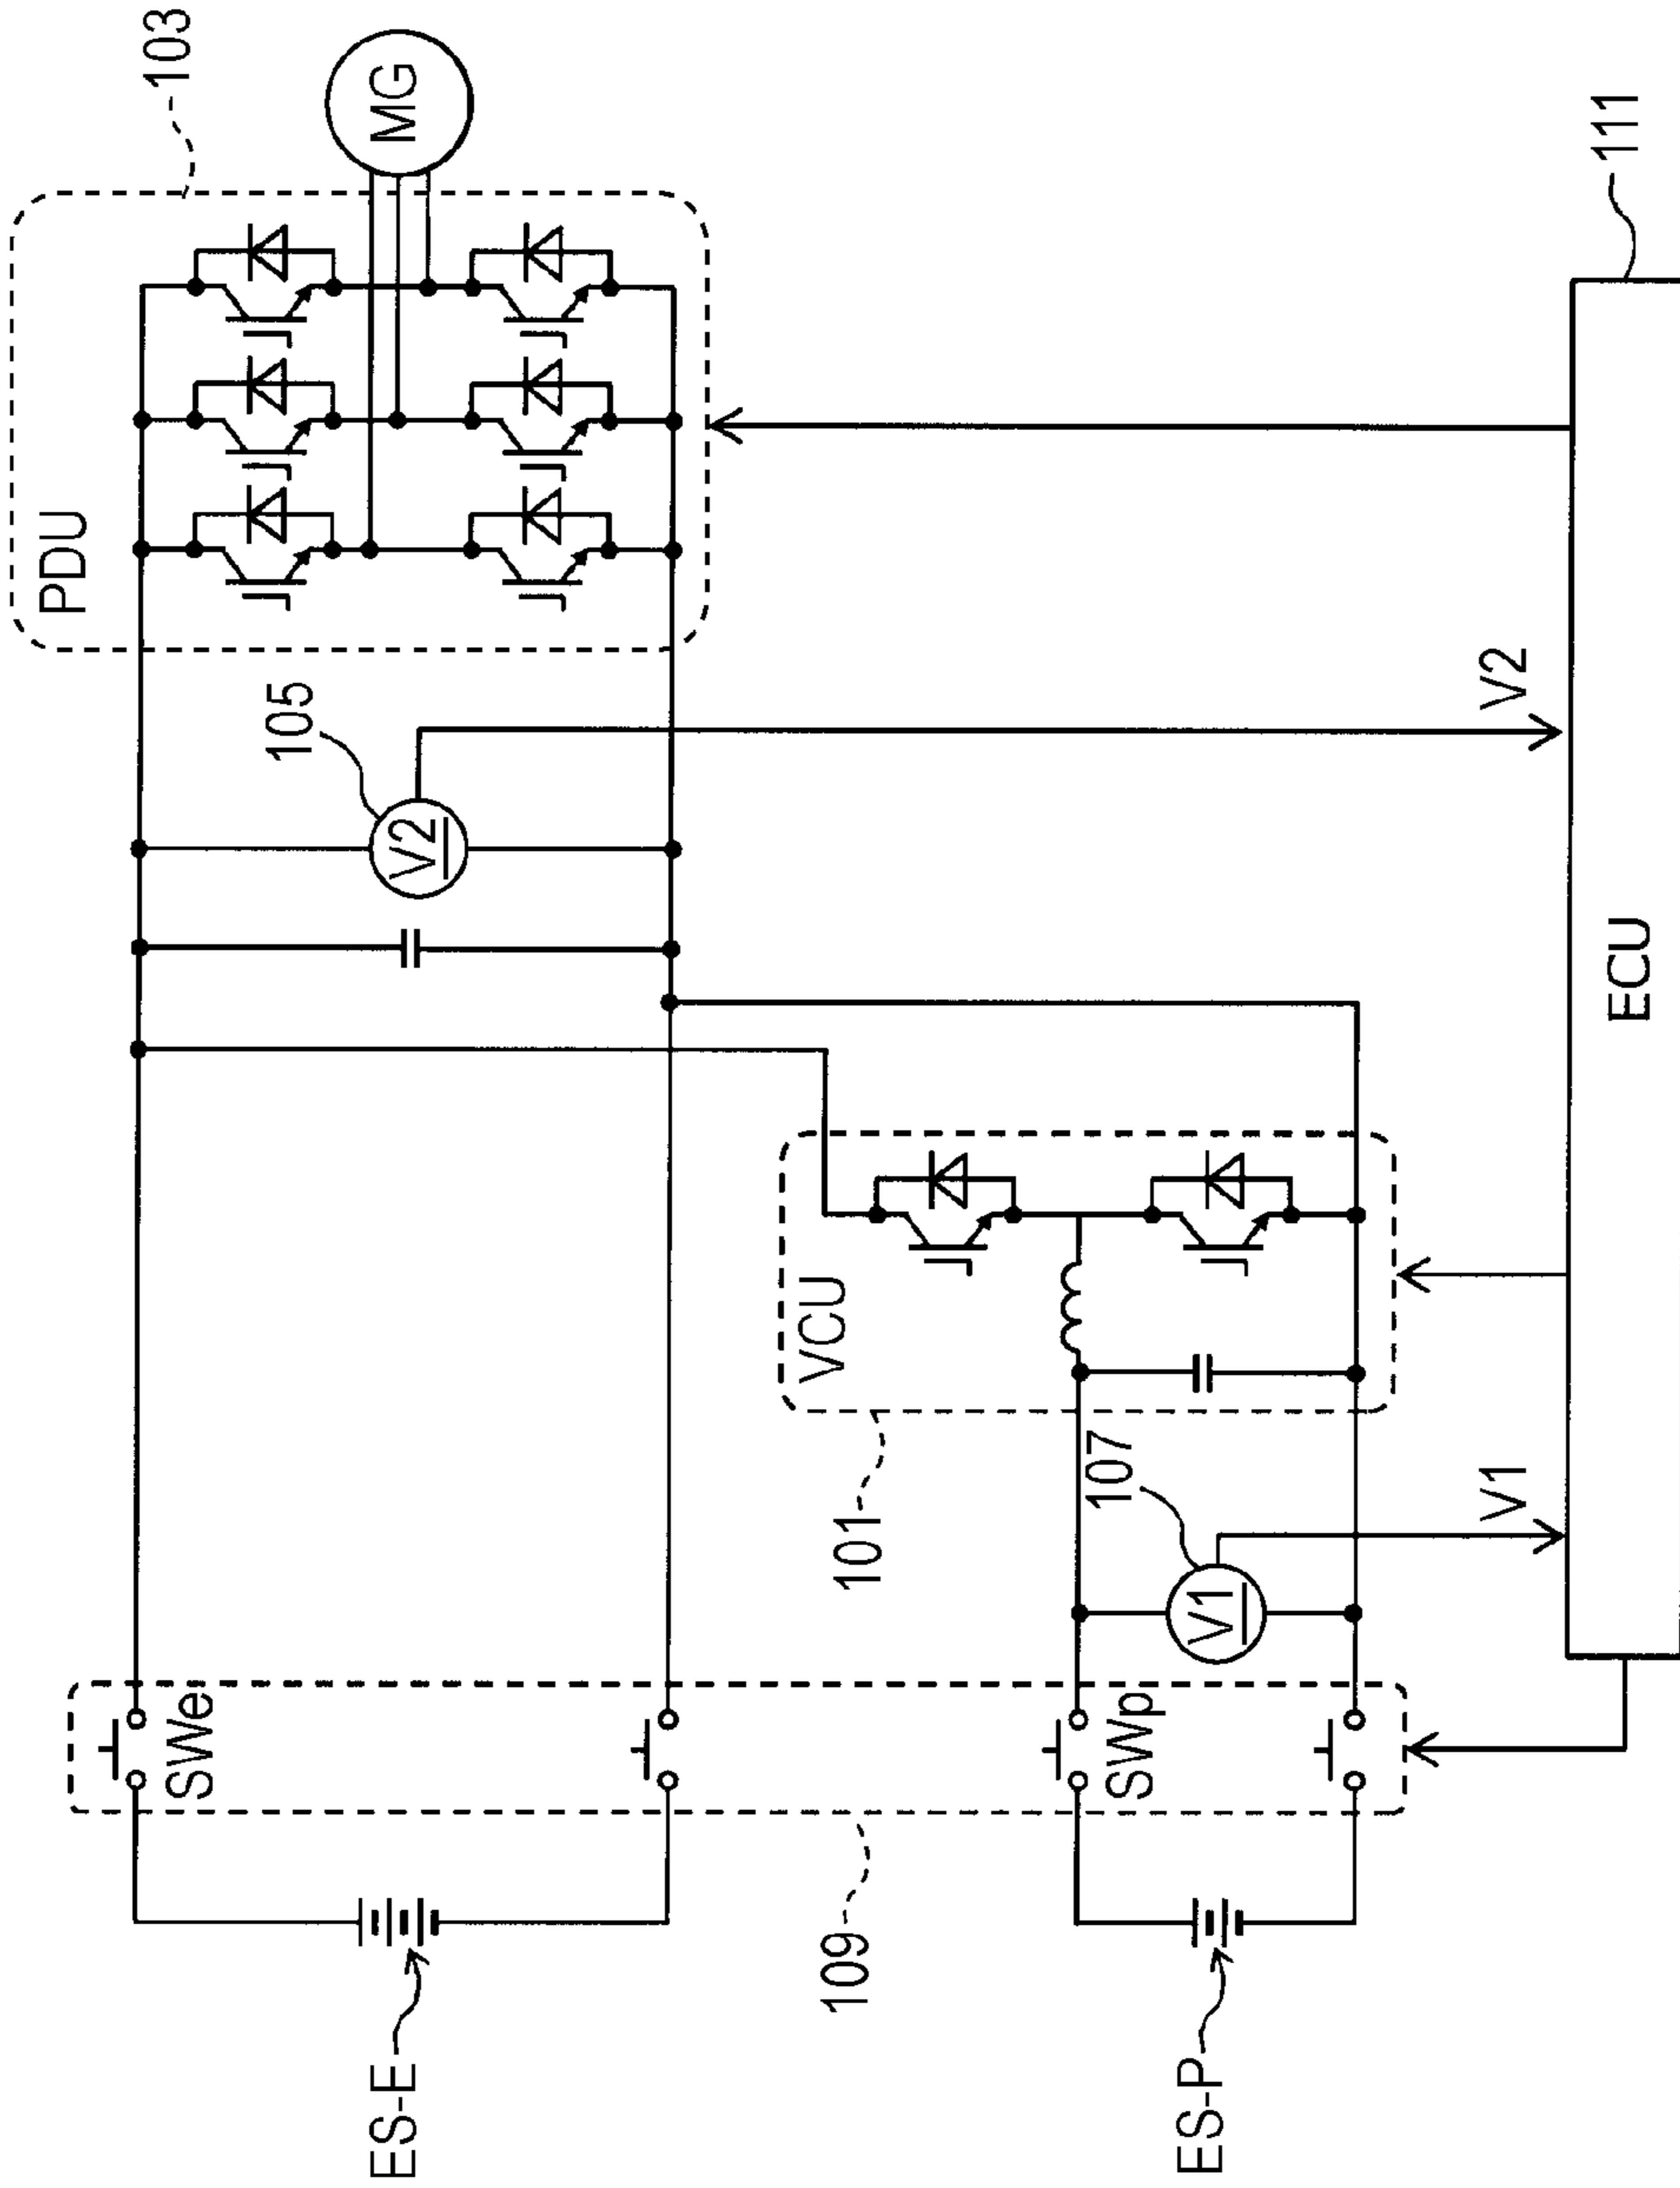 103
PDU
MG
105
V2
V2
VCU
101
107
V1
V1
SWe
SWp
109
ES-E
ES-P
ECU
111